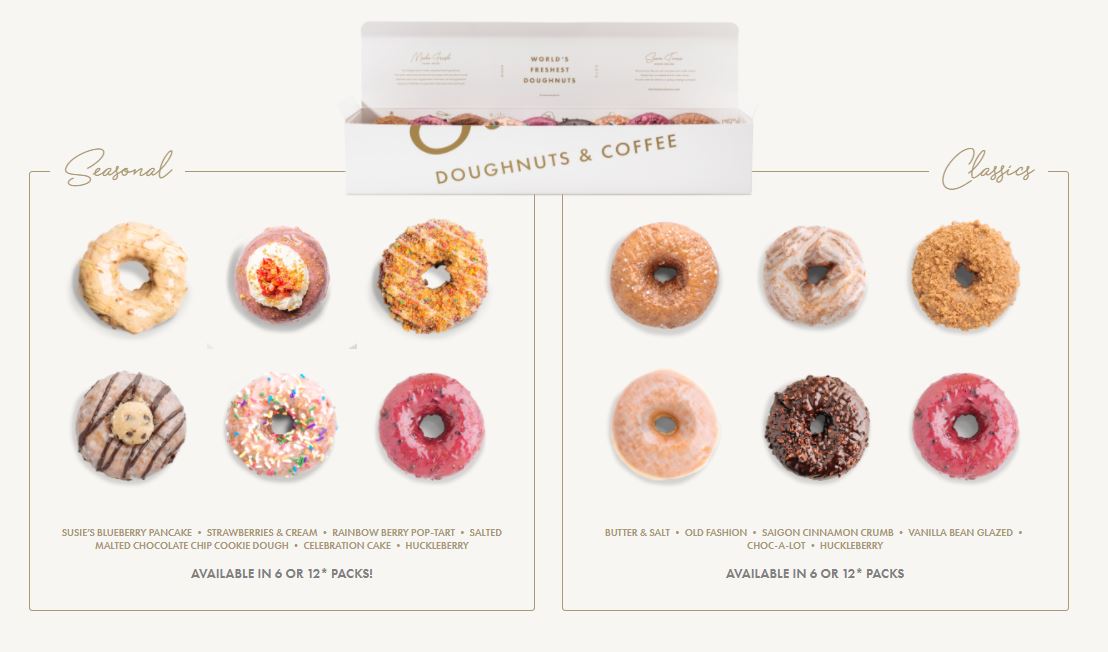 Made Fresh
WORLD'S
FRESHEST
DOUGHNUTS
DOUGHNUTS & COFFEE
Seasonal
Classics
SUSIE'S BLUEBERRY PANCAKE • STRAWBERRIES & CREAM • RAINBOW BERRY POP-TART • SALTED
MALTED CHOCOLATE CHIP COOKIE DOUGH • CELEBRATION CAKE • HUCKLEBERRY
AVAILABLE IN 6 OR 12* PACKS!
BUTTER & SALT • OLD FASHION • SAIGON CINNAMON CRUMB • VANILLA BEAN GLAZED •
CHOC-A-LOT • HUCKLEBERRY
AVAILABLE IN 6 OR 12* PACKS